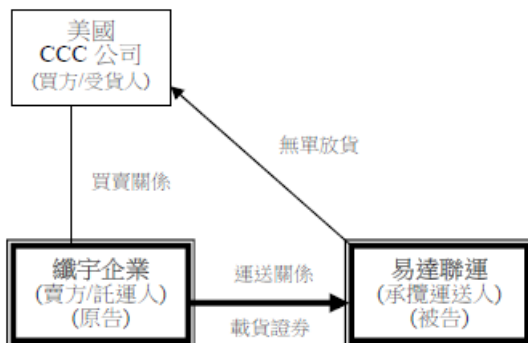 美國
CCC 公司
(買方/受貨人)
無單放貨
買賣關係
纖宇企業
(賣方/託運人)
(原告)
運送關係
載貨證券
易達聯運
(承攬運送人)
(被告)